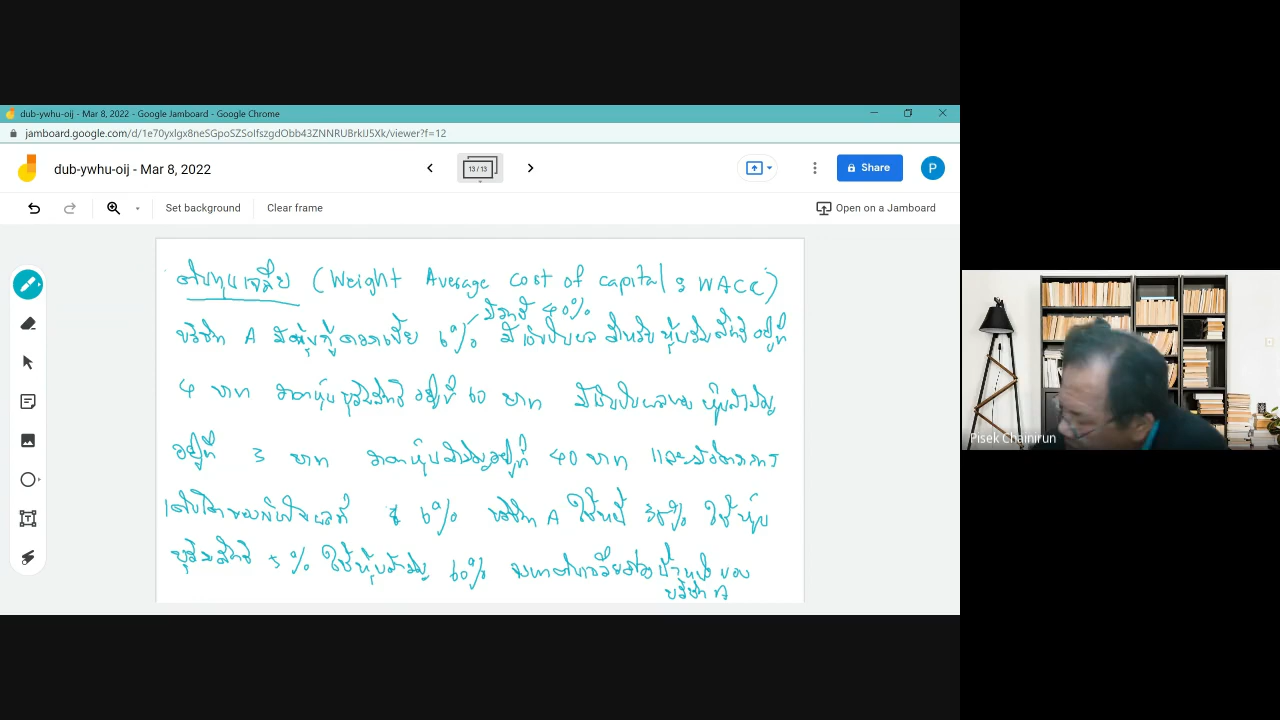 dub-ywhu-oij - Mar 8, 2022 - Google Jamboard - Google Chrome
dub-ywhu-oij - Mar 8, 2022
13 / 13
Share
P
Set background
Clear frame
Open on a Jamboard
ต้นทุนเฉลี่ย (Weight Average cost of capital : WACC)
มีภาษี 40%
บริษัท A มีหุ้นกู้ ดอกเบี้ย 6% มีเงินปันผล สำหรับ หุ้นบุริมสิทธิ อยู่ที่
4 บาท ราคาหุ้นบุริมสิทธิ อยู่ที่ 60 บาท มีเงินปันผลของ หุ้นสามัญ
อยู่ที่ 3 บาท ราคาหุ้นสามัญอยู่ที่ 40 บาท และมีอัตราการ
เติบโตของเงินปันผลที่ 6% บริษัท A ใช้หนี้ 35% ใช้หุ้น
บุริมสิทธิ 5% ใช้หุ้นสามัญ 60% จงหาต้นเฉลี่ยถ่วงน้ำหนัก ของ
บริษัท A
Pisek Chainirun